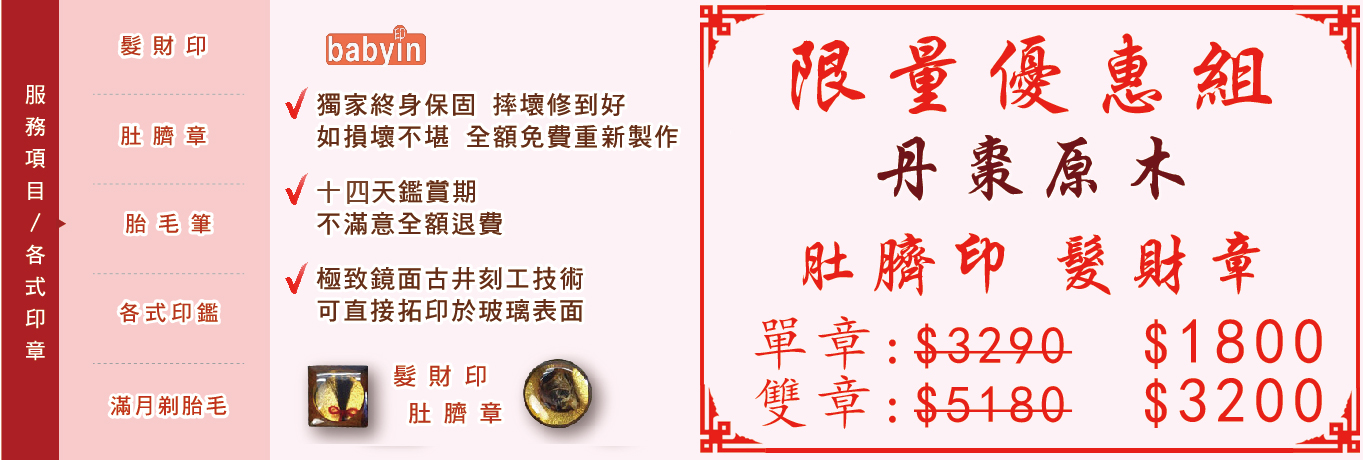 服務項目/各式印章
髮財印
肚臍章
胎毛筆
各式印鑑
滿月剃胎毛
印
babyin
獨家終身保固 摔壞修到好
如損壞不堪 全額免費重新製作
十四天鑑賞期
不滿意全額退費
極致鏡面古井刻工技術
可直接拓印於玻璃表面
髮財印
肚臍章
限量優惠組
丹棗原木
肚臍印 髮財章
單章:$3290 $1800
雙章:$5180 $3200